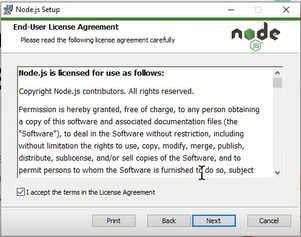 Node.js Setup
End-User License Agreement
Please read the following license agreement carefully
node
JS
Node.js is licensed for use as follows:
Copyright Node.js contributors. All rights reserved.
Permission is hereby granted, free of charge, to any person obtaining
a copy of this software and associated documentation files (the
"Software"), to deal in the Software without restriction, including
without limitation the rights to use, copy, modify, merge, publish,
distribute, sublicense, and/or sell copies of the Software, and to
permit persons to whom the Software is furnished to do so, subject
I accept the terms in the License Agreement
Print Back Next Cancel